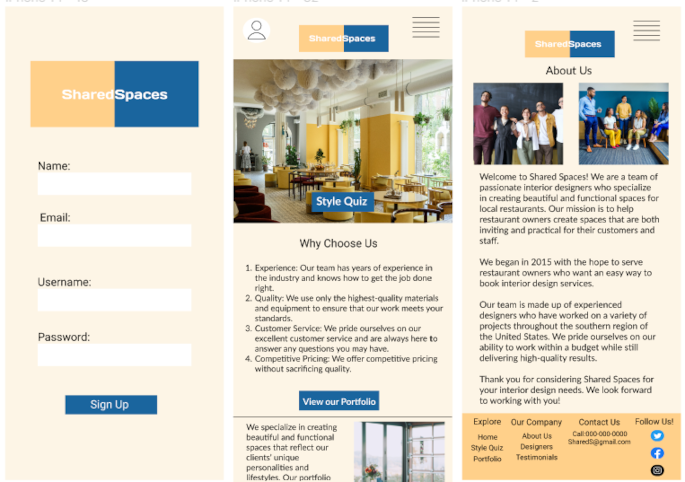 SharedSpaces
Name:
Email:
Username:
Password:
Sign Up
SharedSpaces
Style Quiz
Why Choose Us
1. Experience: Our team has years of experience in
the industry and knows how to get the job done
right.
2. Quality: We use only the highest-quality materials
and equipment to ensure that our work meets your
standards.
3. Customer Service: We pride ourselves on our
excellent customer service and are always here to
answer any questions you may have.
4. Competitive Pricing: We offer competitive pricing
without sacrificing quality.
View our Portfolio
We specialize in creating
beautiful and functional
spaces that reflect our
clients' unique
personalities and
lifestyles. Our portfolio
SharedSpaces
About Us
Welcome to Shared Spaces! We are a team of
passionate interior designers who specialize
in creating beautiful and functional spaces for
local restaurants. Our mission is to help
restaurant owners create spaces that are both
inviting and practical for their customers and
staff.
We began in 2015 with the hope to serve
restaurant owners who want an easy way to
book interior design services.
Our team is made up of experienced
designers who have worked on a variety of
projects throughout the southern region of
the United States. We pride ourselves on our
ability to work within a budget while still
delivering high-quality results.
Thank you for considering Shared Spaces for
your interior design needs. We look forward
to working with you!
Explore
Home
Style Quiz
Portfolio
Our Company
About Us
Designers
Testimonials
Contact Us
Call:000-000-0000
SharedS@gmail.com
Follow Us!